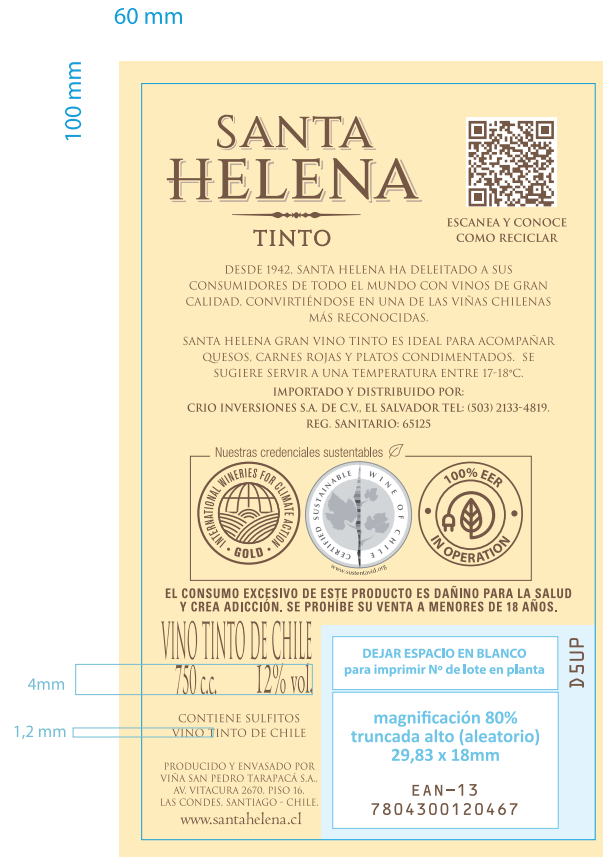 60 mm
100 mm
SANTA
HELENA
TINTO
ESCANEA Y CONOCE
COMO RECICLAR
DESDE 1942, SANTA HELENA HA DELEITADO A SUS
CONSUMIDORES DE TODO EL MUNDO CON VINOS DE GRAN
CALIDAD, CONVIRTIÉNDOSE EN UNA DE LAS VIÑAS CHILENAS
MÁS RECONOCIDAS.
SANTA HELENA GRAN VINO TINTO ES IDEAL PARA ACOMPAÑAR
QUESOS, CARNES ROJAS Y PLATOS CONDIMENTADOS. SE
SUGIERE SERVIR A UNA TEMPERATURA ENTRE 17-18°C.
IMPORTADO Y DISTRIBUIDO POR:
CRIO INVERSIONES S.A. DE C.V., EL SALVADOR TEL: (503) 2133-4819.
REG. SANITARIO: 65125
Nuestras credenciales sustentables
INTERNATIONAL WINERIES FOR CLIMATE ACTION
• GOLD •
CERTIFIED SUSTAINABLE WINE OF CHILE
www.sustentavid.org
100% EER
IN OPERATION
EL CONSUMO EXCESIVO DE ESTE PRODUCTO ES DAÑINO PARA LA SALUD
Y CREA ADICCIÓN. SE PROHÍBE SU VENTA A MENORES DE 18 AÑOS.
VINO TINTO DE CHILE
750 c.c. 12% vol.
4mm
CONTIENE SULFITOS
VINO TINTO DE CHILE
1,2 mm
PRODUCIDO Y ENVASADO POR
VIÑA SAN PEDRO TARAPACÁ S.A.,
AV. VITACURA 2670, PISO 16,
LAS CONDES, SANTIAGO - CHILE.
www.santahelena.cl
DEJAR ESPACIO EN BLANCO
para imprimir Nº de lote en planta
D5UP
magnificación 80%
truncada alto (aleatorio)
29,83 x 18mm
EAN-13
7804300120467